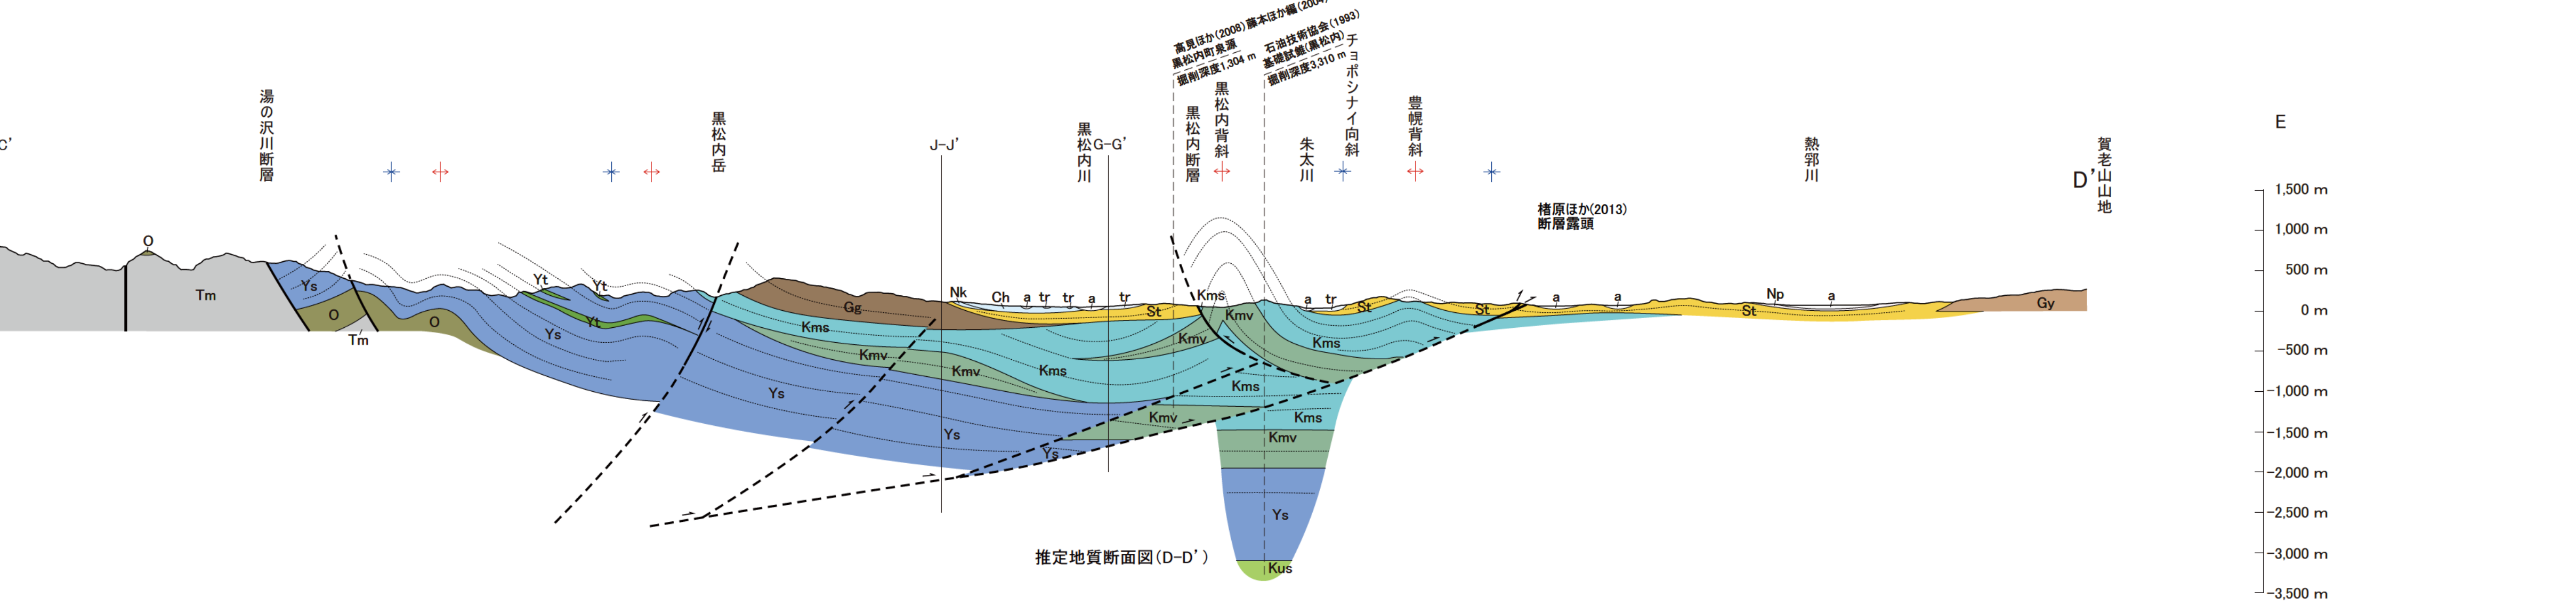 高見ほか(2008)藤本ほか編(2004)
黒松内町泉源
掘削深度1,304 m
石油技術協会(1993)
基礎試錐(黒松内)
掘削深度3,310 m
C'
湯の沢川断層
黒松内岳
J-J'
黒松内川
G-G'
黒松内断層
黒松内背斜
朱太川
チョポシナイ向斜
豊幌背斜
熱郛川
D'
賀老山山地
E
楮原ほか(2013)
断層露頭
1,500 m
1,000 m
500 m
0 m
-500 m
-1,000 m
-1,500 m
-2,000 m
-2,500 m
-3,000 m
-3,500 m
O
Tm
Ys
O
Tm
O
Yt
Yt
Yt
Ys
Kms
Gg
Kmv
Ys
Nk
Ch
a
tr
tr
a
tr
St
Kmv
Kms
Ys
Ys
Kmv
Kmv
Kms
Kmv
Kms
Kms
Kms
Kmv
Ys
Kus
a
tr
St
St
a
a
St
Np
a
Gy
推定地質断面図(D-D')